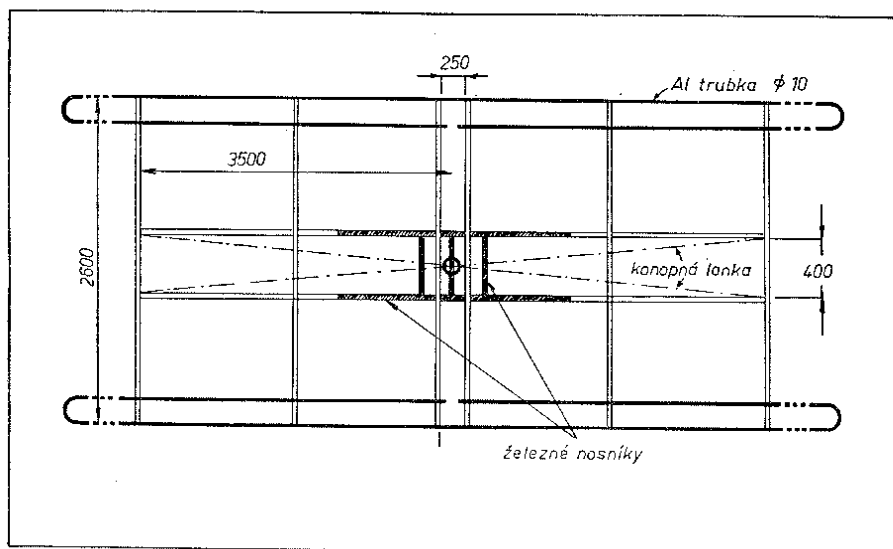 250
Al trubka ϕ 10
3500
2600
konopná lanka
400
železné nosníky